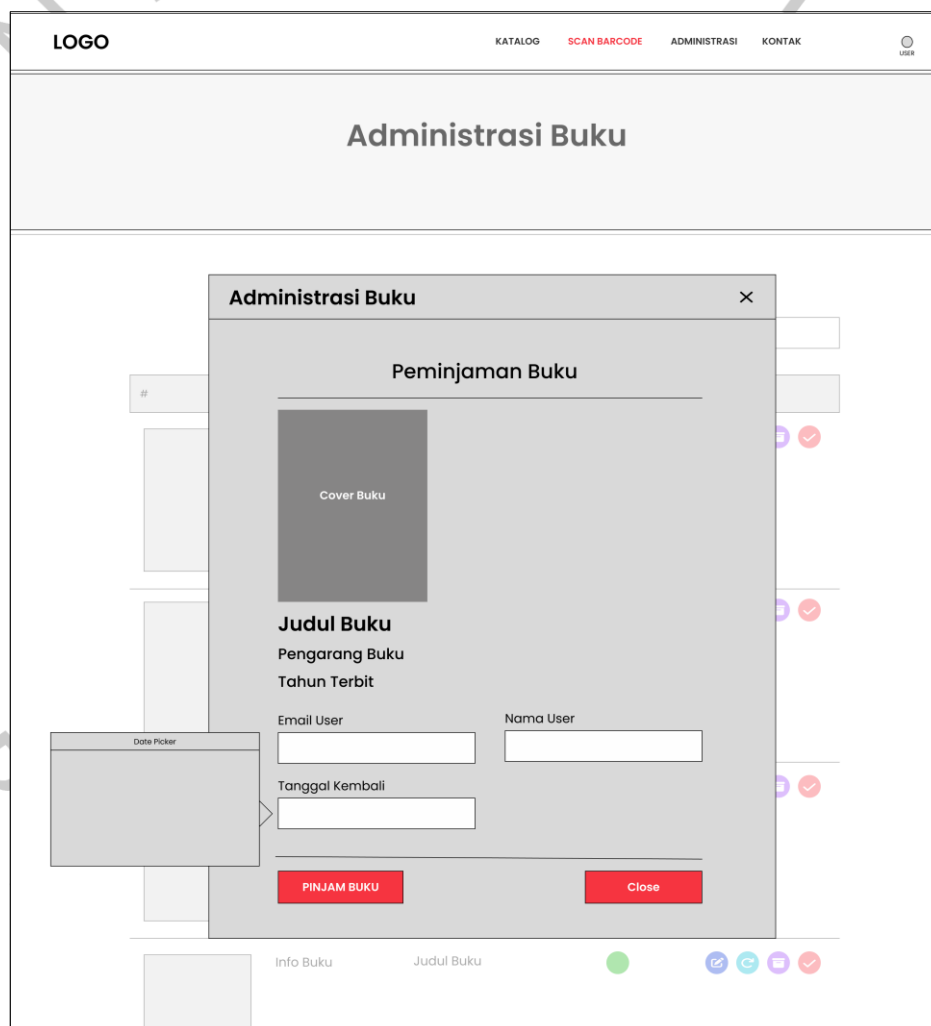 LOGO
KATALOG SCAN BARCODE ADMINISTRASI KONTAK
USER
Administrasi Buku
Administrasi Buku
Peminjaman Buku
#
Cover Buku
Judul Buku
Pengarang Buku
Tahun Terbit
Email User Nama User
Date Picker
Tanggal Kembali
PINJAM BUKU Close
Info Buku Judul Buku